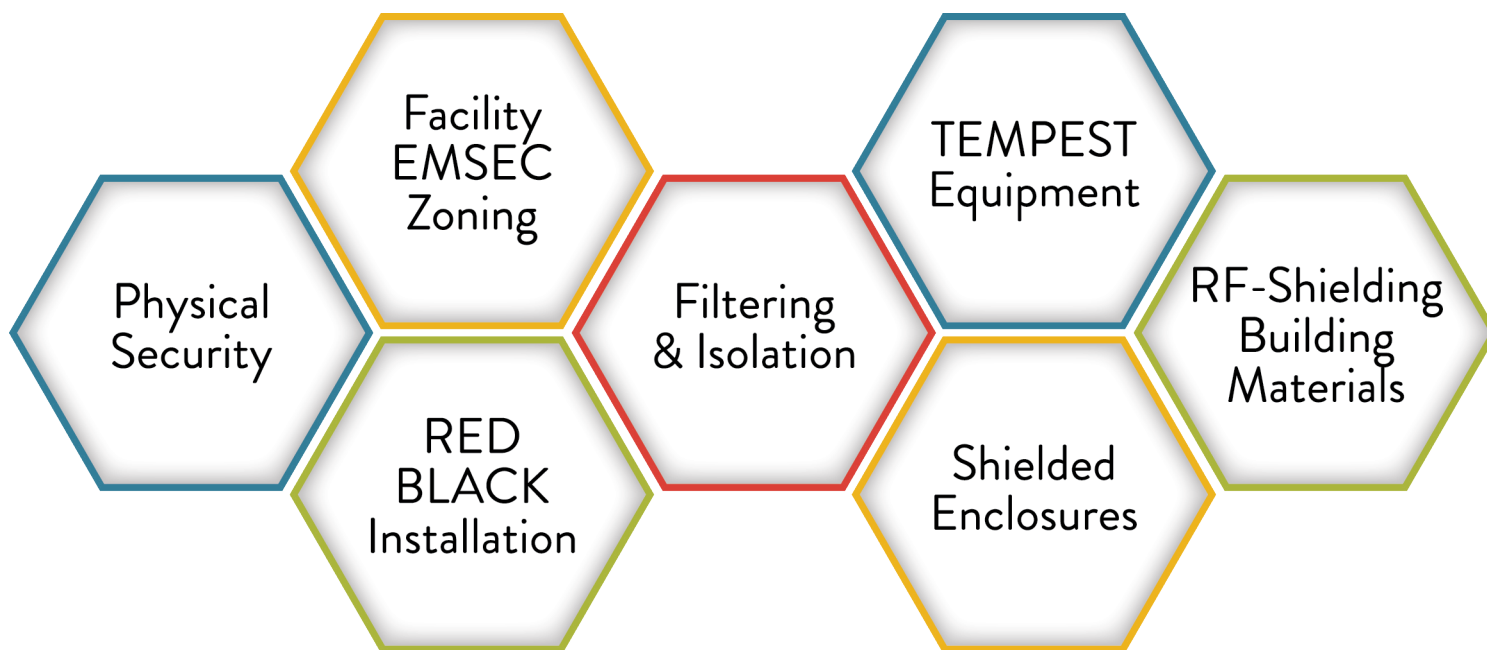 Physical
Security
Facility
EMSEC
Zoning
RED
BLACK
Installation
Filtering
& Isolation
TEMPEST
Equipment
Shielded
Enclosures
RF-Shielding
Building
Materials